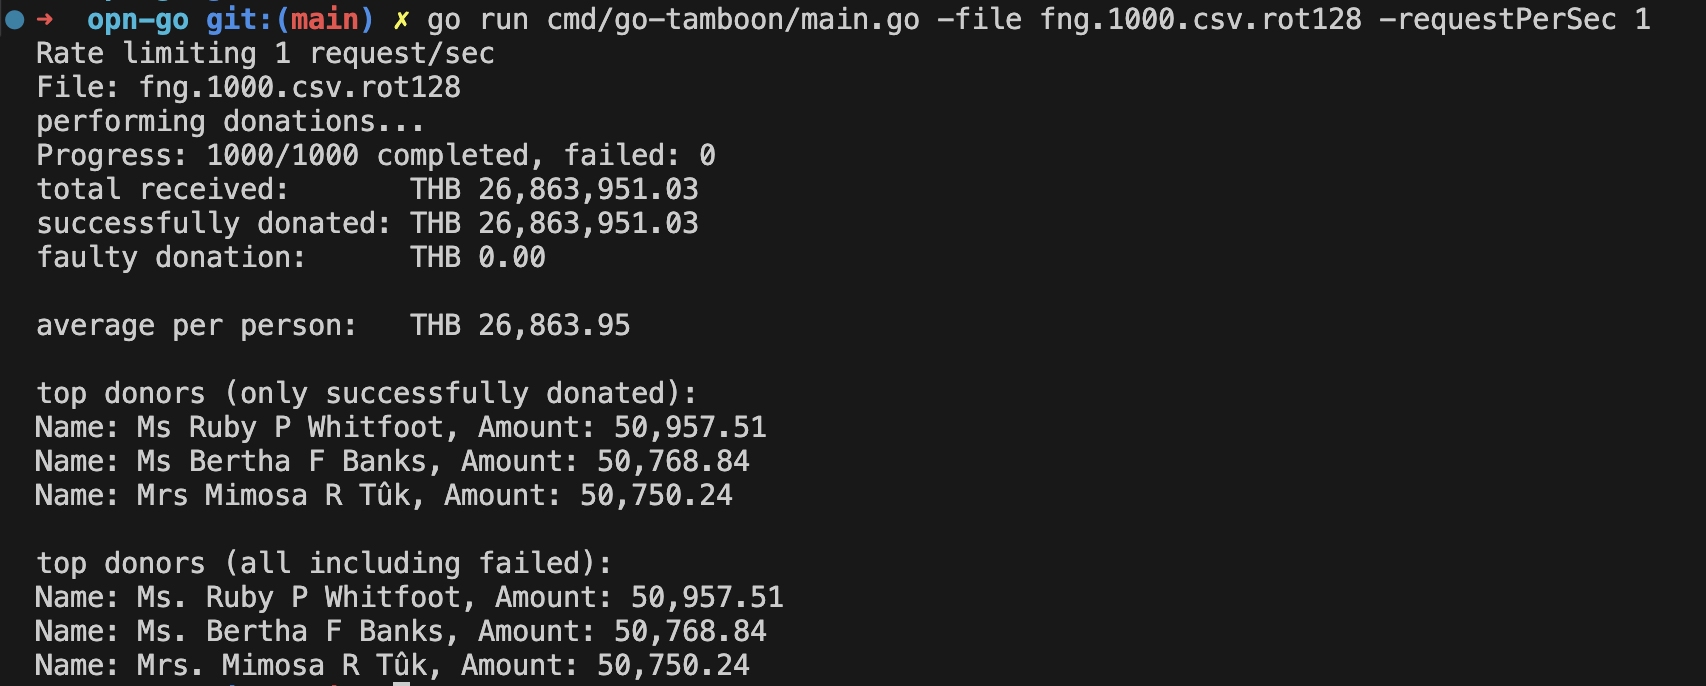 ➜  opn-go git:(main) ✗ go run cmd/go-tamboon/main.go -file fng.1000.csv.rot128 -requestPerSec 1
Rate limiting 1 request/sec
File: fng.1000.csv.rot128
performing donations...
Progress: 1000/1000 completed, failed: 0
total received:       THB 26,863,951.03
successfully donated: THB 26,863,951.03
faulty donation:      THB 0.00

average per person:   THB 26,863.95

top donors (only successfully donated):
Name: Ms Ruby P Whitfoot, Amount: 50,957.51
Name: Ms Bertha F Banks, Amount: 50,768.84
Name: Mrs Mimosa R Tûk, Amount: 50,750.24

top donors (all including failed):
Name: Ms. Ruby P Whitfoot, Amount: 50,957.51
Name: Ms. Bertha F Banks, Amount: 50,768.84
Name: Mrs. Mimosa R Tûk, Amount: 50,750.24